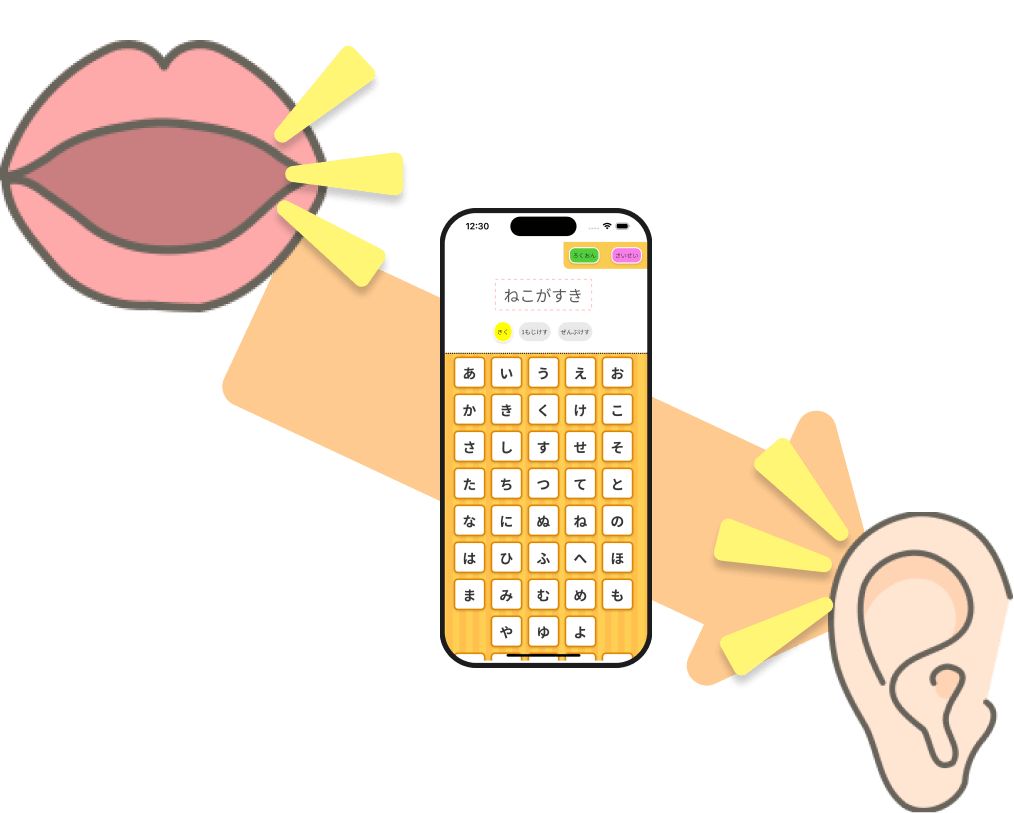 12:30
ろくおん さいせい
ねこがすき
きく 1もじけす ぜんぶけす
あ い う え お
か き く け こ
さ し す せ そ
た ち つ て と
な に ぬ ね の
は ひ ふ へ ほ
ま み む め も
や ゆ よ